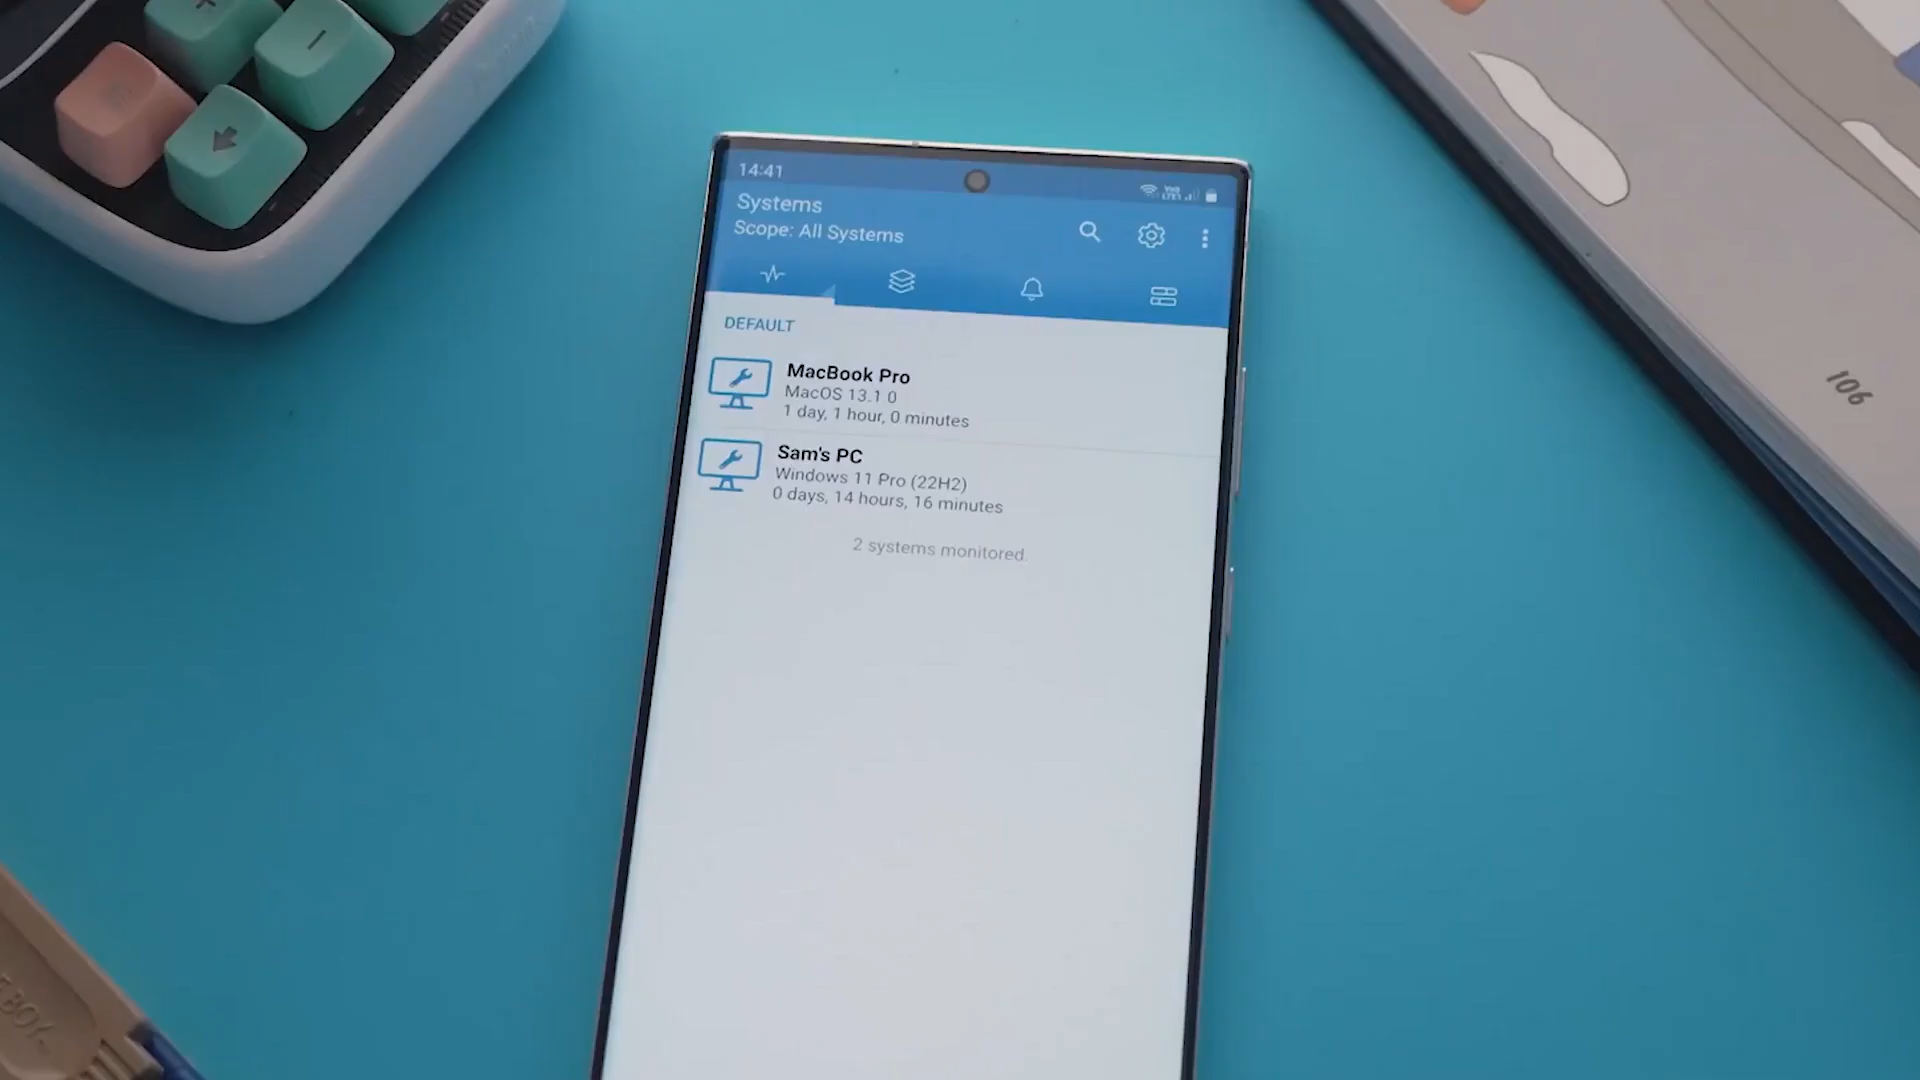 14:41
Systems
Scope: All Systems
DEFAULT
MacBook Pro
MacOS 13.1 0
1 day, 1 hour, 0 minutes
Sam's PC
Windows 11 Pro (22H2)
0 days, 14 hours, 16 minutes
2 systems monitored.
106
BOY